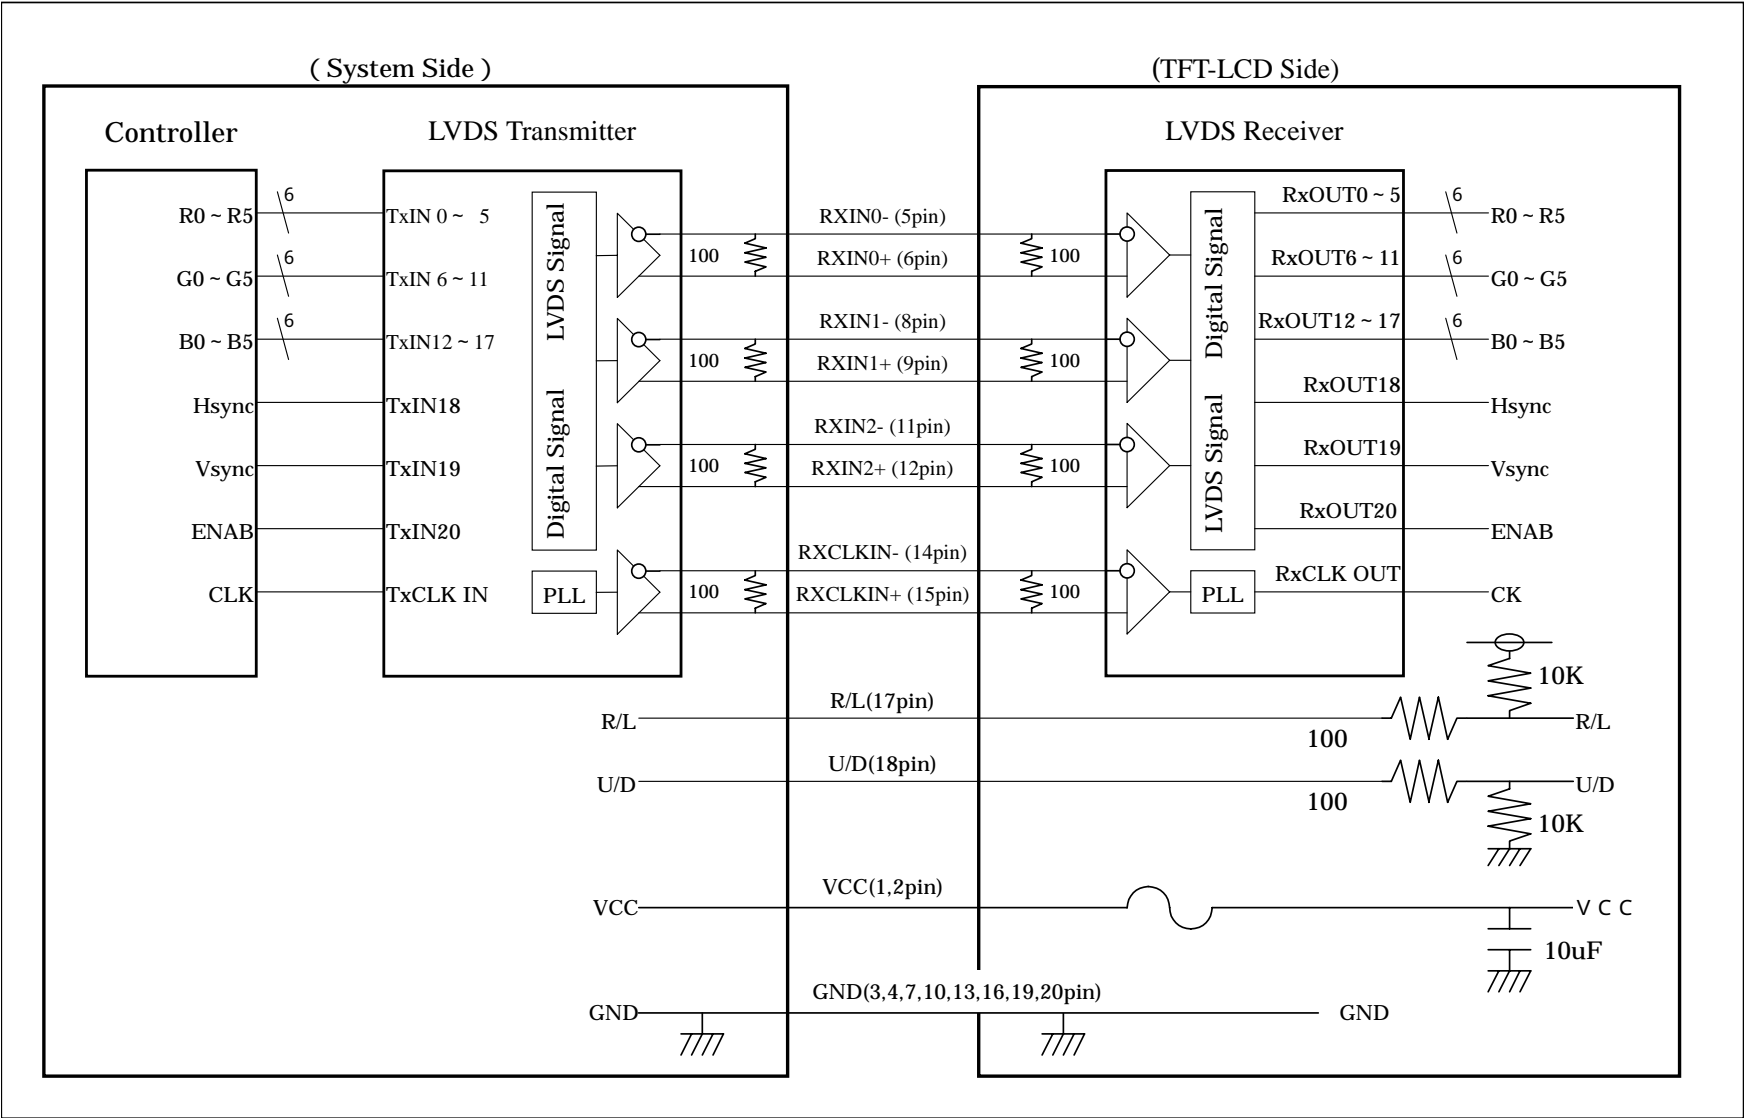 ( System Side )
(TFT-LCD Side)
Controller
LVDS Transmitter
LVDS Receiver
R0 ~ R5
6
TxIN 0 ~ 5
G0 ~ G5
6
TxIN 6 ~ 11
B0 ~ B5
6
TxIN12 ~ 17
Hsync
TxIN18
Vsync
TxIN19
ENAB
TxIN20
CLK
TxCLK IN
LVDS Signal
Digital Signal
PLL
100
RXIN0- (5pin)
RXIN0+ (6pin)
100
100
RXIN1- (8pin)
RXIN1+ (9pin)
100
100
RXIN2- (11pin)
RXIN2+ (12pin)
100
100
RXCLKIN- (14pin)
RXCLKIN+ (15pin)
100
Digital Signal
LVDS Signal
PLL
RxOUT0 ~ 5
6
R0 ~ R5
RxOUT6 ~ 11
6
G0 ~ G5
RxOUT12 ~ 17
6
B0 ~ B5
RxOUT18
Hsync
RxOUT19
Vsync
RxOUT20
ENAB
RxCLK OUT
CK
10K
R/L
R/L(17pin)
100
R/L
U/D
U/D(18pin)
100
U/D
10K
VCC
VCC(1,2pin)
V C C
10uF
GND
GND(3,4,7,10,13,16,19,20pin)
GND